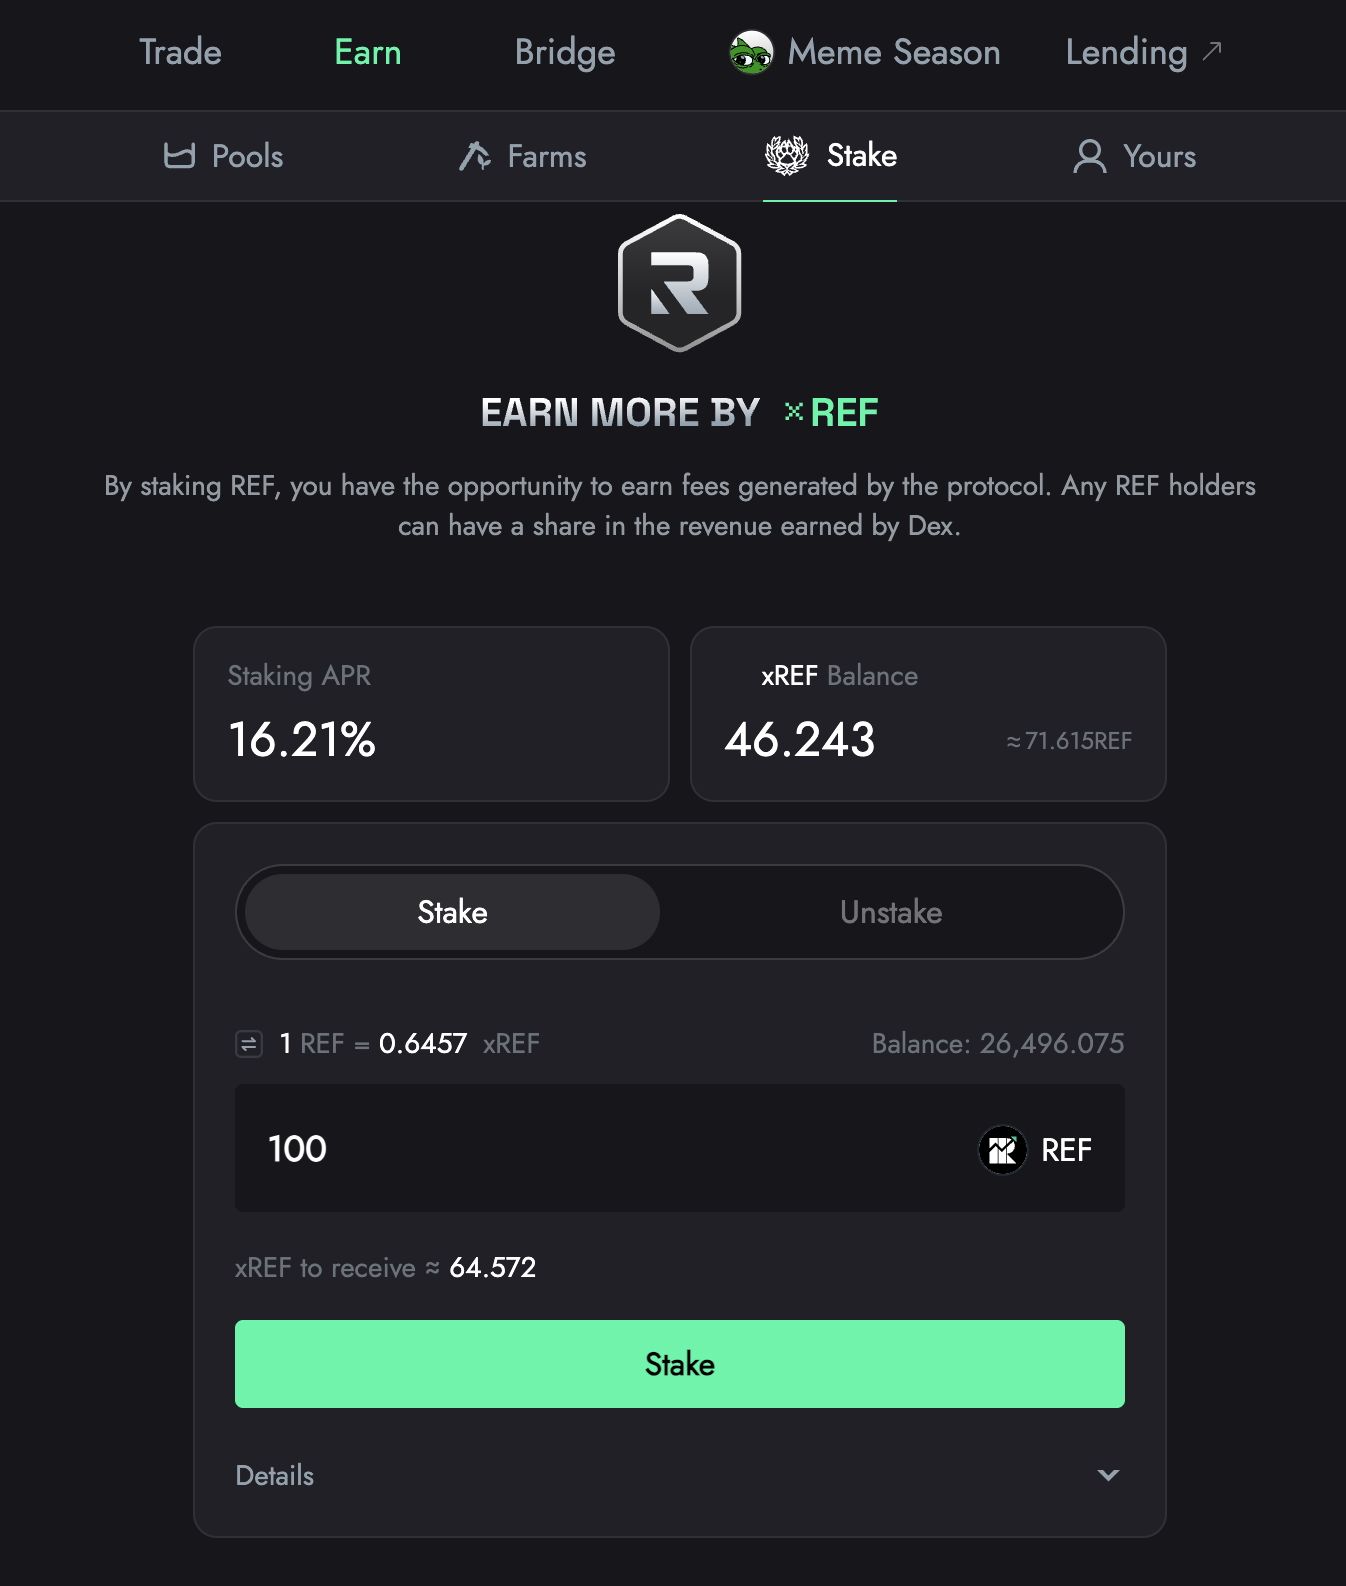 Trade Earn Bridge Meme Season Lending
Pools Farms Stake Yours
EARN MORE BY xREF
By staking REF, you have the opportunity to earn fees generated by the protocol. Any REF holders
can have a share in the revenue earned by Dex.
Staking APR
16.21%
xREF Balance
46.243 ≈71.615REF
Stake Unstake
1 REF = 0.6457 xREF Balance: 26,496.075
100 REF
xREF to receive ≈ 64.572
Stake
Details